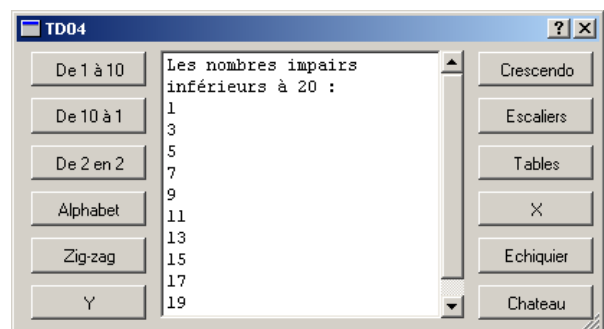 TD04
De 1 à 10
De 10 à 1
De 2 en 2
Alphabet
Zig-zag
Y
Les nombres impairs
inférieurs à 20 :
1
3
5
7
9
11
13
15
17
19
Crescendo
Escaliers
Tables
X
Echiquier
Chateau